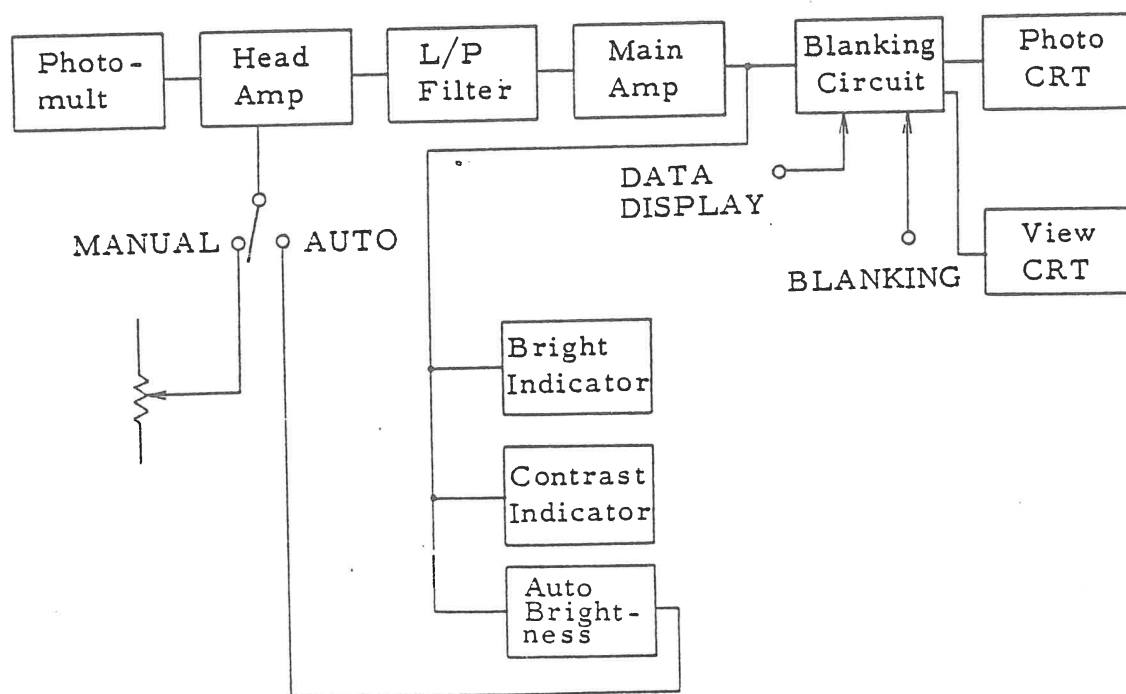 Photo-
mult
Head
Amp
L/P
Filter
Main
Amp
Blanking
Circuit
Photo
CRT
DATA
DISPLAY
BLANKING
View
CRT
MANUAL
AUTO
Bright
Indicator
Contrast
Indicator
Auto
Bright-
ness